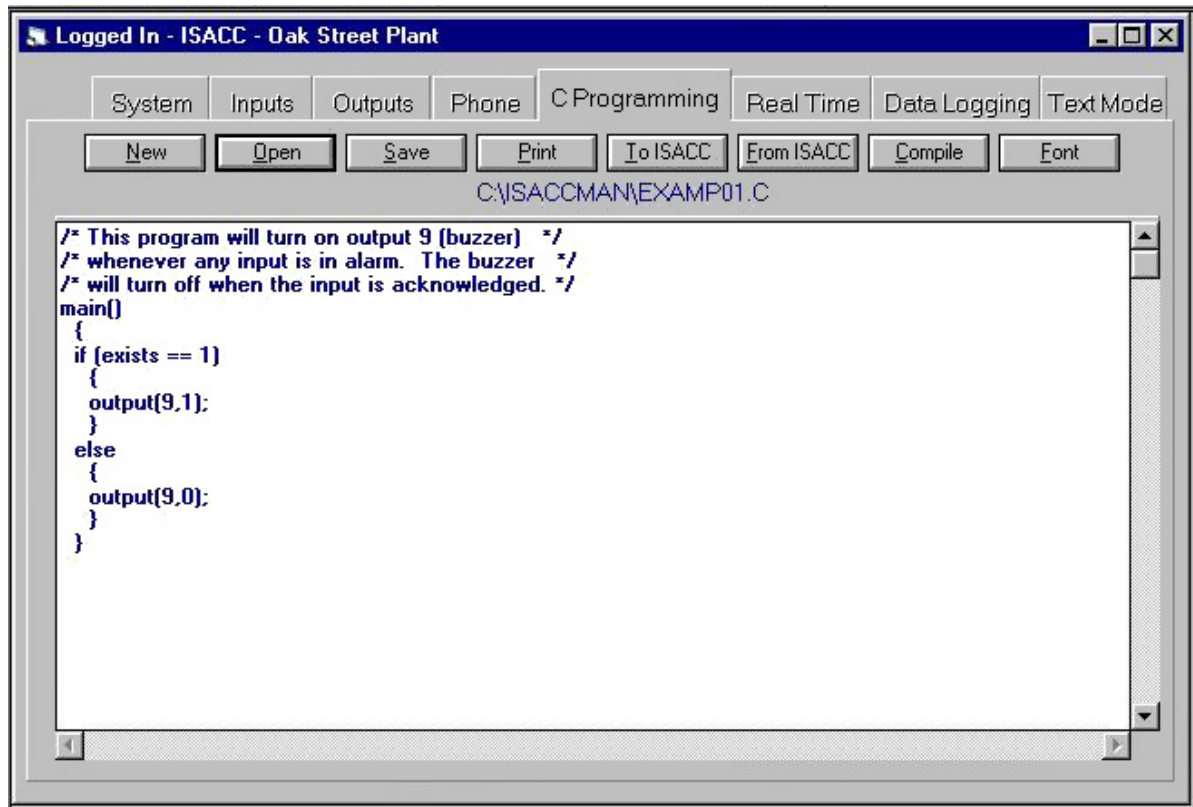 Logged In - ISACC - Oak Street Plant
System Inputs Outputs Phone C Programming Real Time Data Logging Text Mode
New Open Save Print To ISACC From ISACC Compile Font
C:\ISACCMAN\EXAMP01.C
/* This program will turn on output 9 (buzzer) */
/* whenever any input is in alarm. The buzzer */
/* will turn off when the input is acknowledged. */
main()
{
if (exists == 1)
{
output(9,1);
}
else
{
output(9,0);
}
}